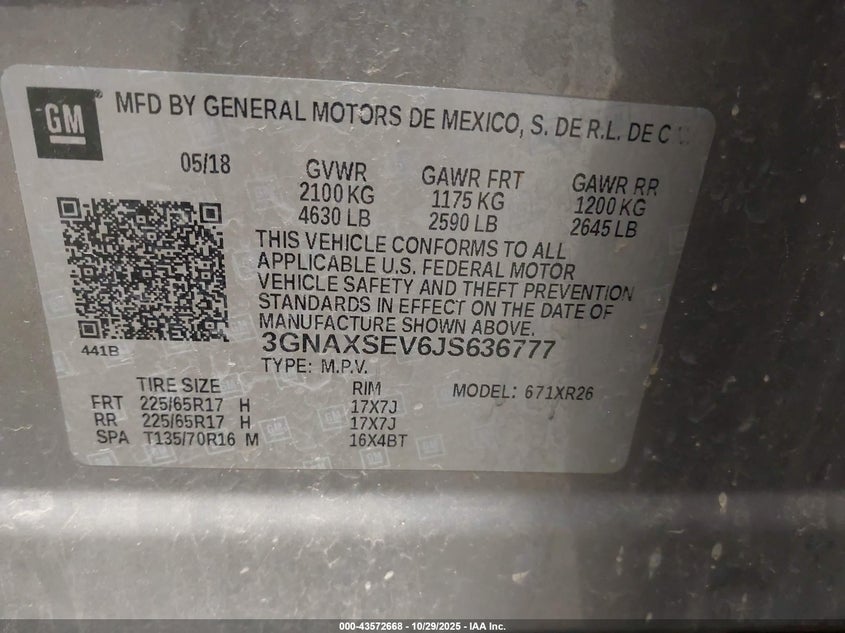 GM
MFD BY GENERAL MOTORS DE MEXICO, S. DE R.L. DE C.V.
05/18
GVWR GAWR FRT GAWR RR
2100 KG 1175 KG 1200 KG
4630 LB 2590 LB 2645 LB
THIS VEHICLE CONFORMS TO ALL
APPLICABLE U.S. FEDERAL MOTOR
VEHICLE SAFETY AND THEFT PREVENTION
STANDARDS IN EFFECT ON THE DATE OF
MANUFACTURE SHOWN ABOVE.
441B
3GNAXSEV6JS636777
TYPE: M.P.V.
TIRE SIZE RIM MODEL: 671XR26
FRT 225/65R17 H 17X7J
RR 225/65R17 H 17X7J
SPA T135/70R16 M 16X4BT
000-43572668 - 10/29/2025 - IAA Inc.